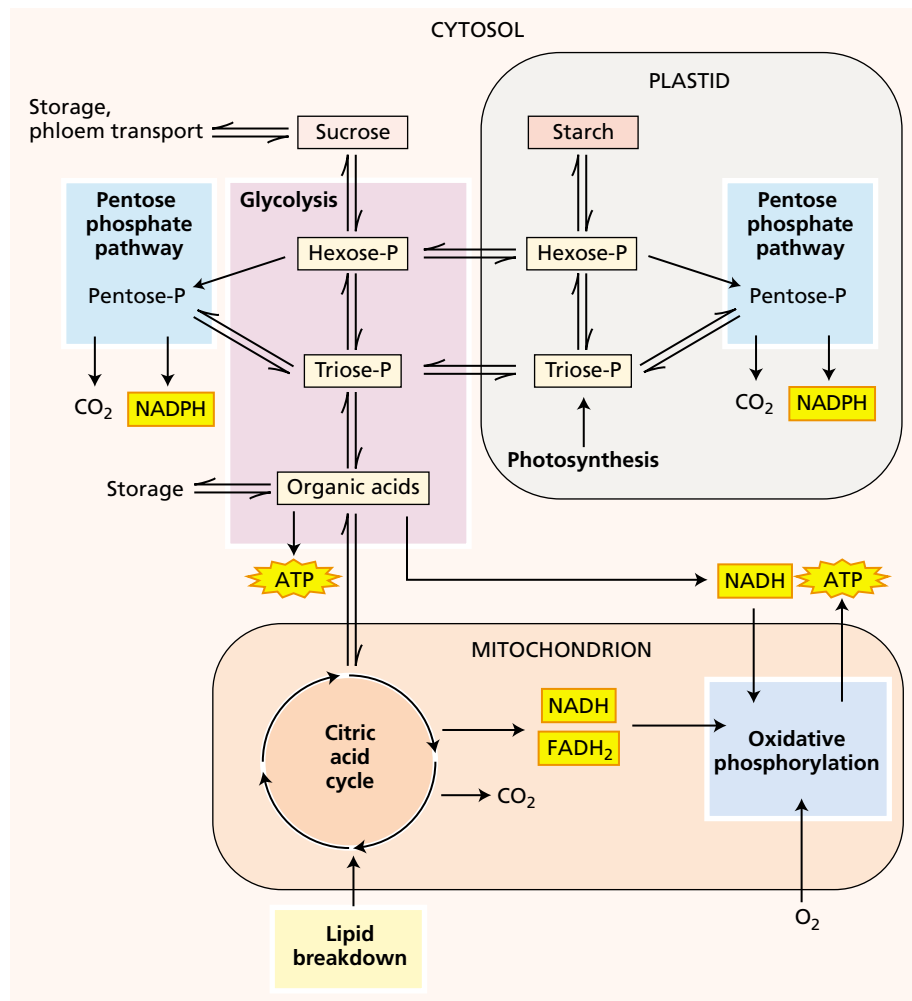 CYTOSOL
PLASTID
Storage,
phloem transport
Sucrose
Starch
Pentose
phosphate
pathway
Glycolysis
Pentose
phosphate
pathway
Hexose-P
Hexose-P
Pentose-P
Pentose-P
Triose-P
Triose-P
CO₂
NADPH
CO₂
NADPH
Photosynthesis
Storage
Organic acids
ATP
NADH
ATP
MITOCHONDRION
Citric
acid
cycle
NADH
FADH₂
CO₂
Oxidative
phosphorylation
O₂
Lipid
breakdown